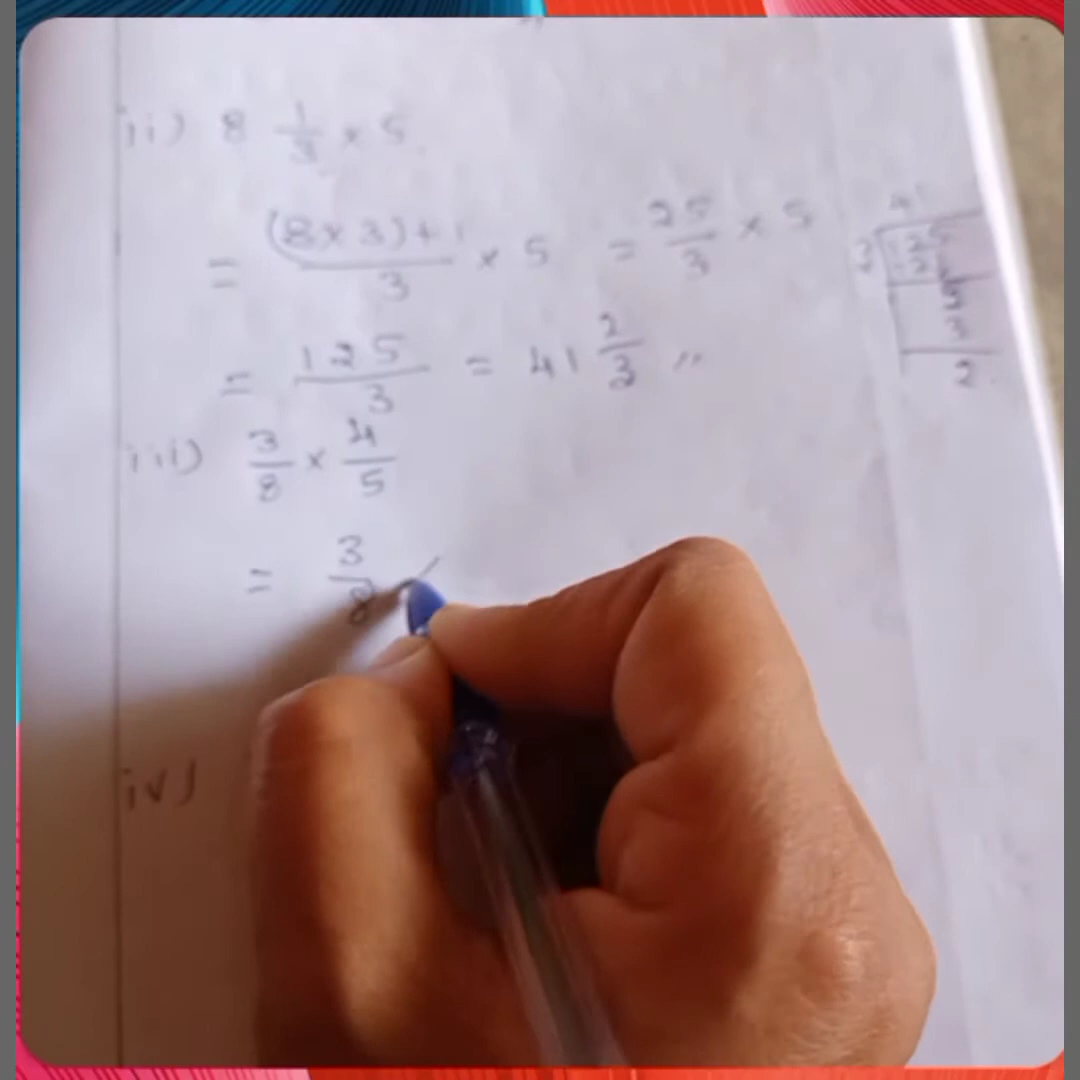 ii) 8 1/3 × 5
= (8 × 3) + 1 / 3 × 5 = 25/3 × 5
= 125/3 = 41 2/3 "
iii) 3/8 × 4/5
= 3/8
iv)